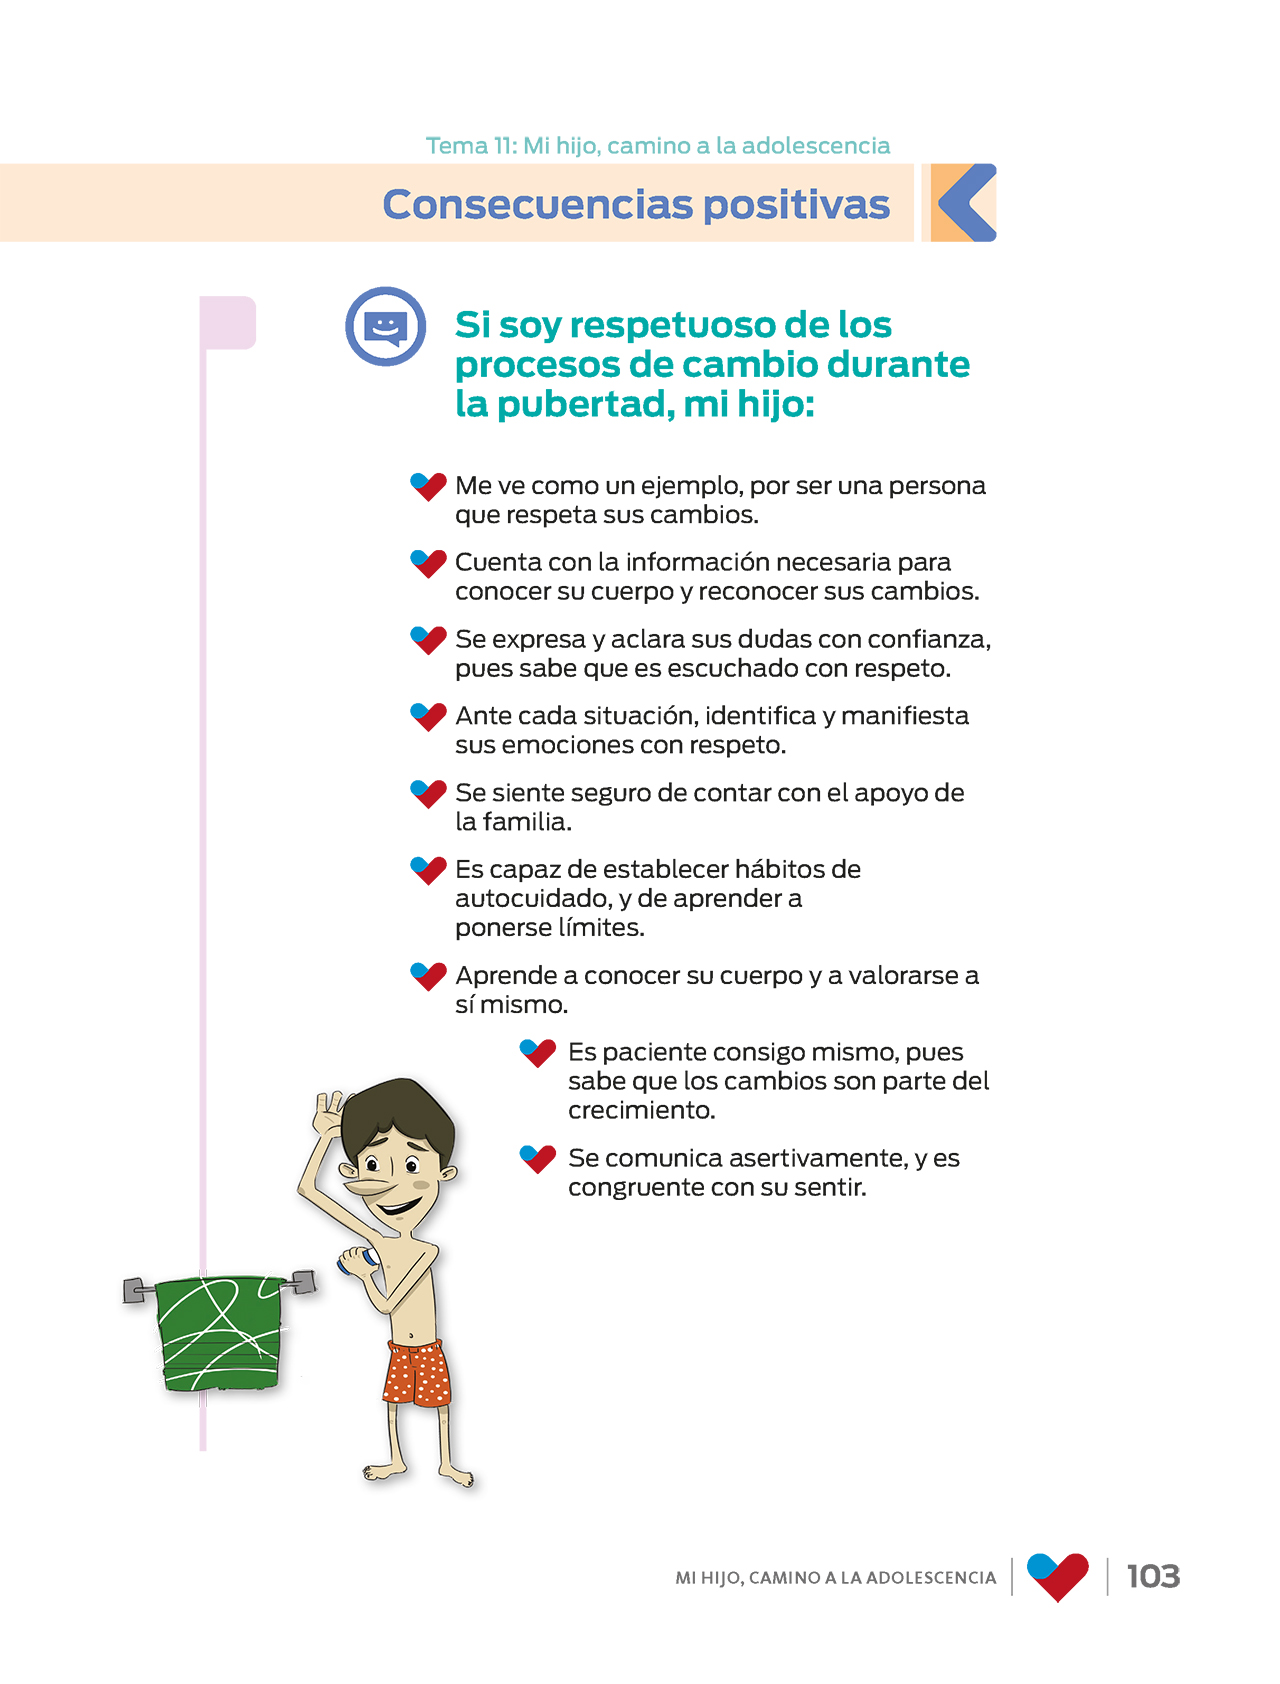 Tema 11: Mi hijo, camino a la adolescencia
Consecuencias positivas
Si soy respetuoso de los
procesos de cambio durante
la pubertad, mi hijo:
Me ve como un ejemplo, por ser una persona
que respeta sus cambios.
Cuenta con la información necesaria para
conocer su cuerpo y reconocer sus cambios.
Se expresa y aclara sus dudas con confianza,
pues sabe que es escuchado con respeto.
Ante cada situación, identifica y manifiesta
sus emociones con respeto.
Se siente seguro de contar con el apoyo de
la familia.
Es capaz de establecer hábitos de
autocuidado, y de aprender a
ponerse límites.
Aprende a conocer su cuerpo y a valorarse a
sí mismo.
Es paciente consigo mismo, pues
sabe que los cambios son parte del
crecimiento.
Se comunica asertivamente, y es
congruente con su sentir.
MI HIJO, CAMINO A LA ADOLESCENCIA
103